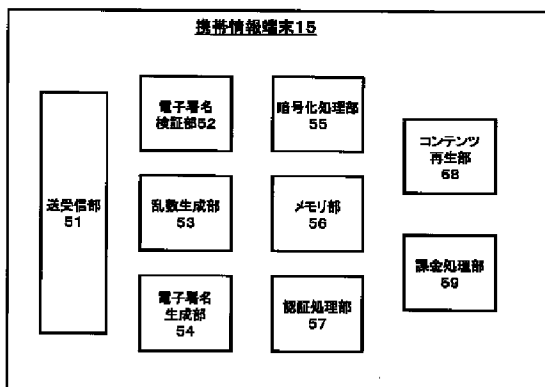 携帯情報端末15
送受信部
51
電子署名
検証部52
乱数生成部
53
電子署名
生成部
54
暗号化処理部
55
メモリ部
56
認証処理部
57
コンテンツ
再生部
58
課金処理部
59